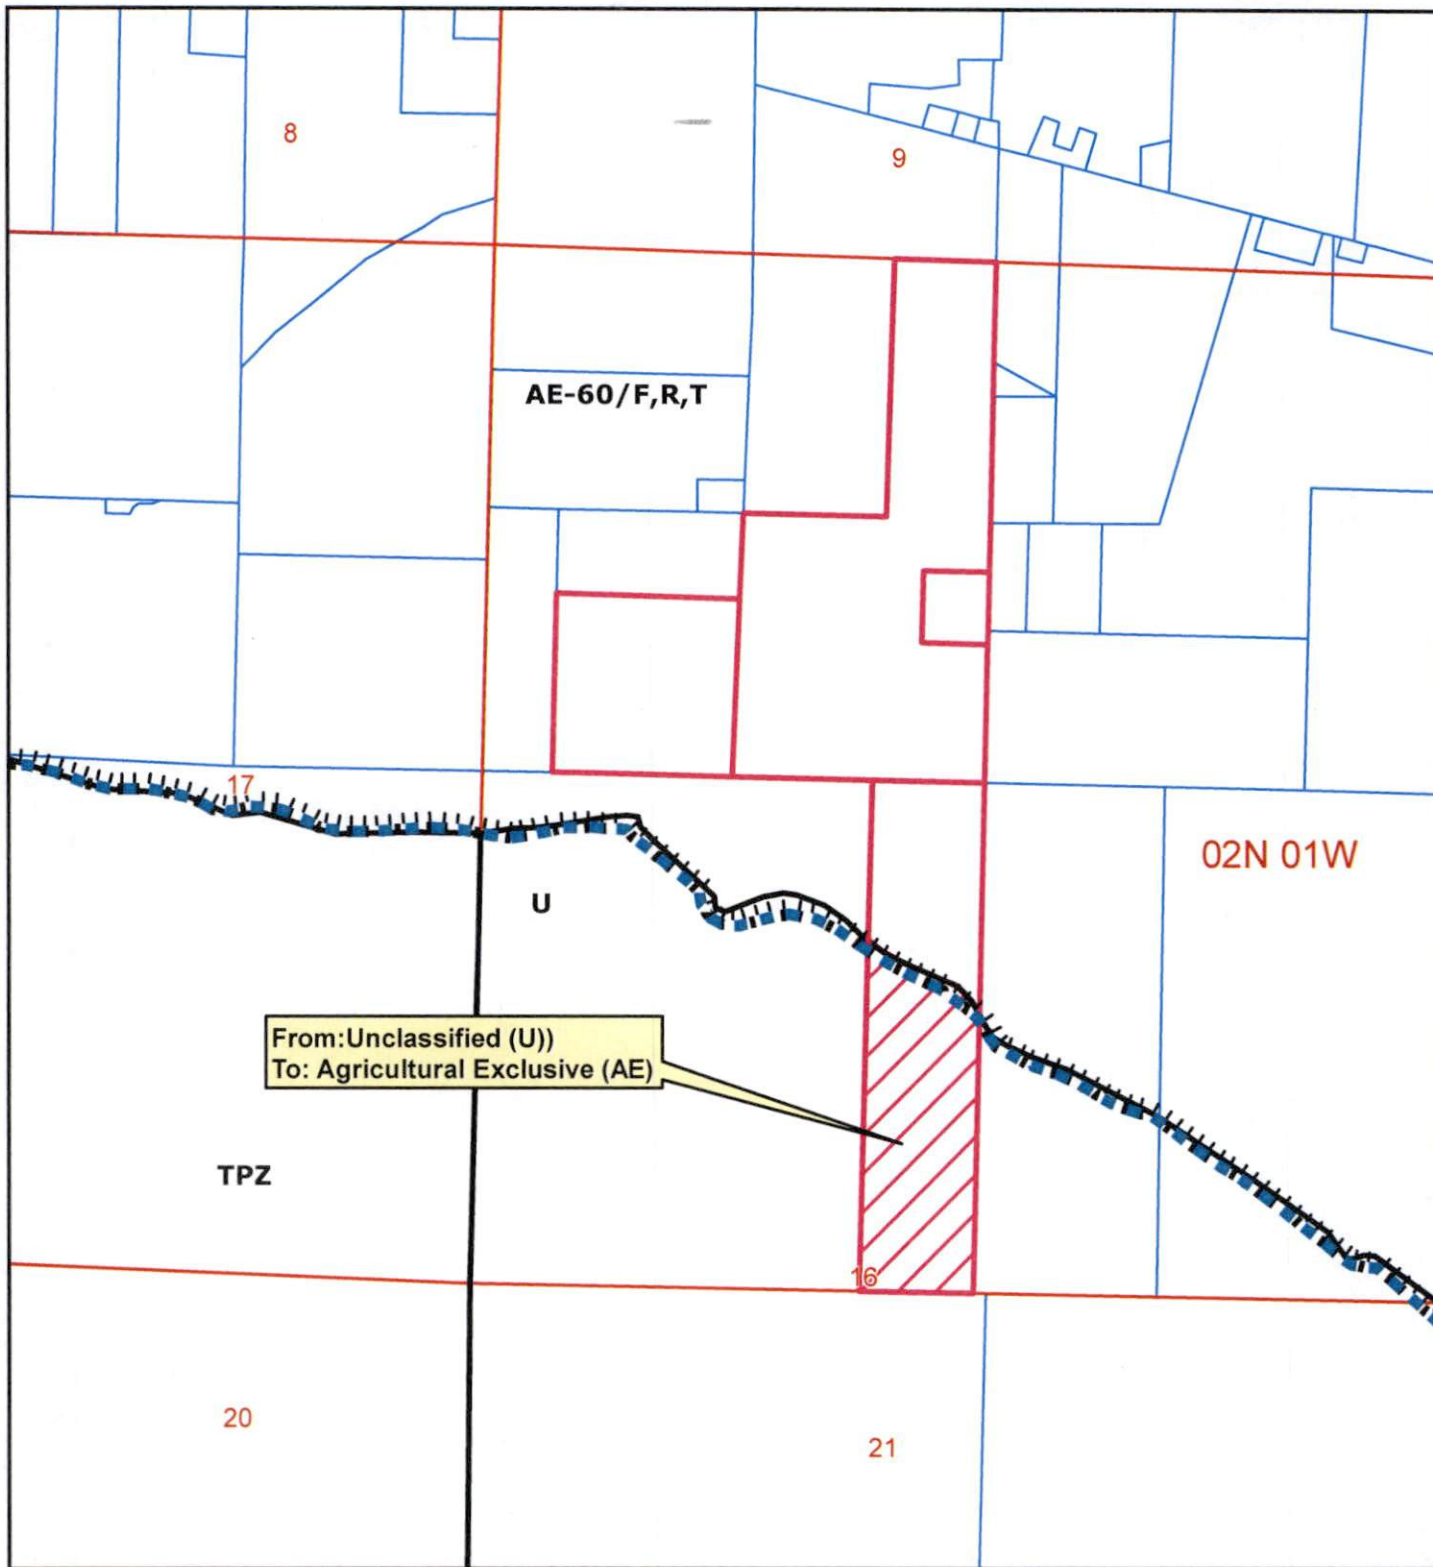 8
9
AE-60/F,R,T
17
02N 01W
U
From:Unclassified (U))
To: Agricultural Exclusive (AE)
TPZ
16
20
21